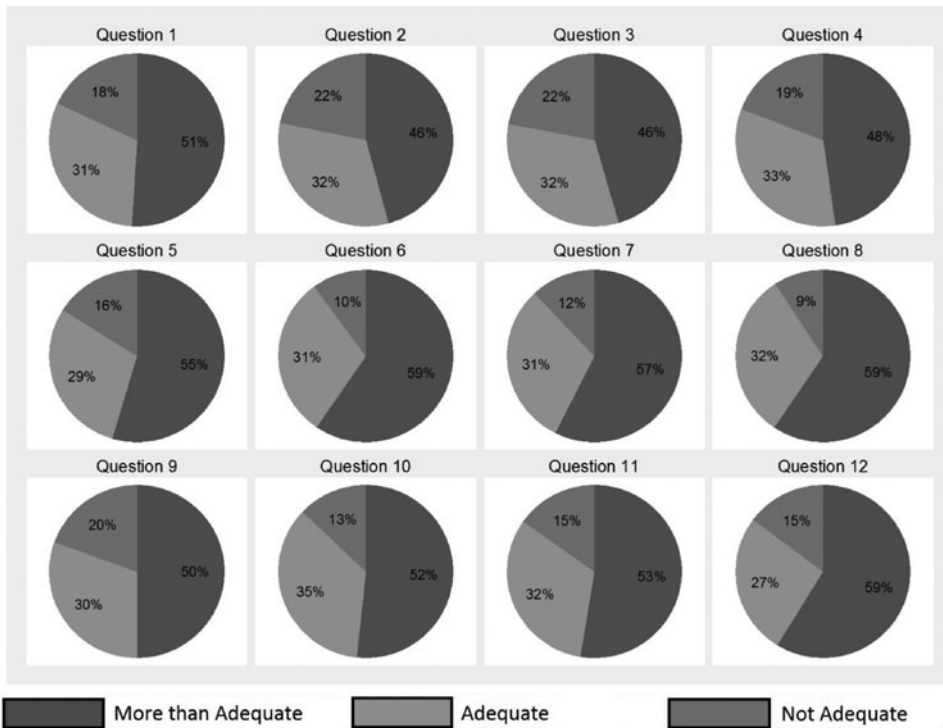 Question 1 Question 2 Question 3 Question 4
18% 22% 22% 19%
51% 46% 46% 48%
31% 32% 32% 33%
Question 5 Question 6 Question 7 Question 8
16% 10% 12% 9%
29% 55% 31% 59% 31% 57% 32% 59%
Question 9 Question 10 Question 11 Question 12
20% 13% 15% 15%
30% 50% 35% 52% 32% 53% 27% 59%
More than Adequate Adequate Not Adequate